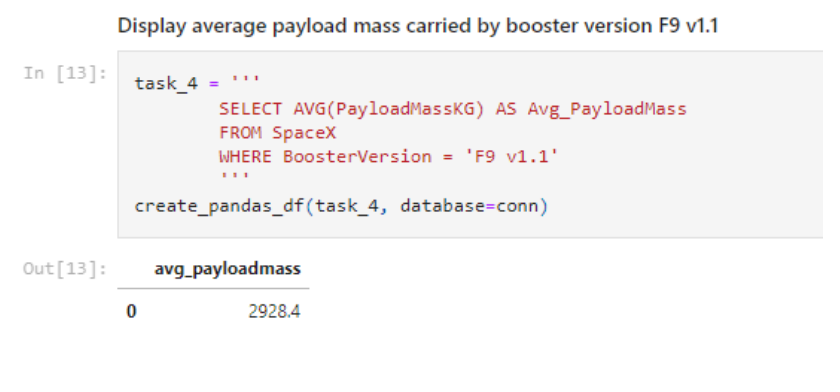 Display average payload mass carried by booster version F9 v1.1
In [13]:
task_4 = '''
SELECT AVG(PayloadMassKG) AS Avg_PayloadMass
FROM SpaceX
WHERE BoosterVersion = 'F9 v1.1'
'''
create_pandas_df(task_4, database=conn)
Out[13]:
avg_payloadmass
0 2928.4